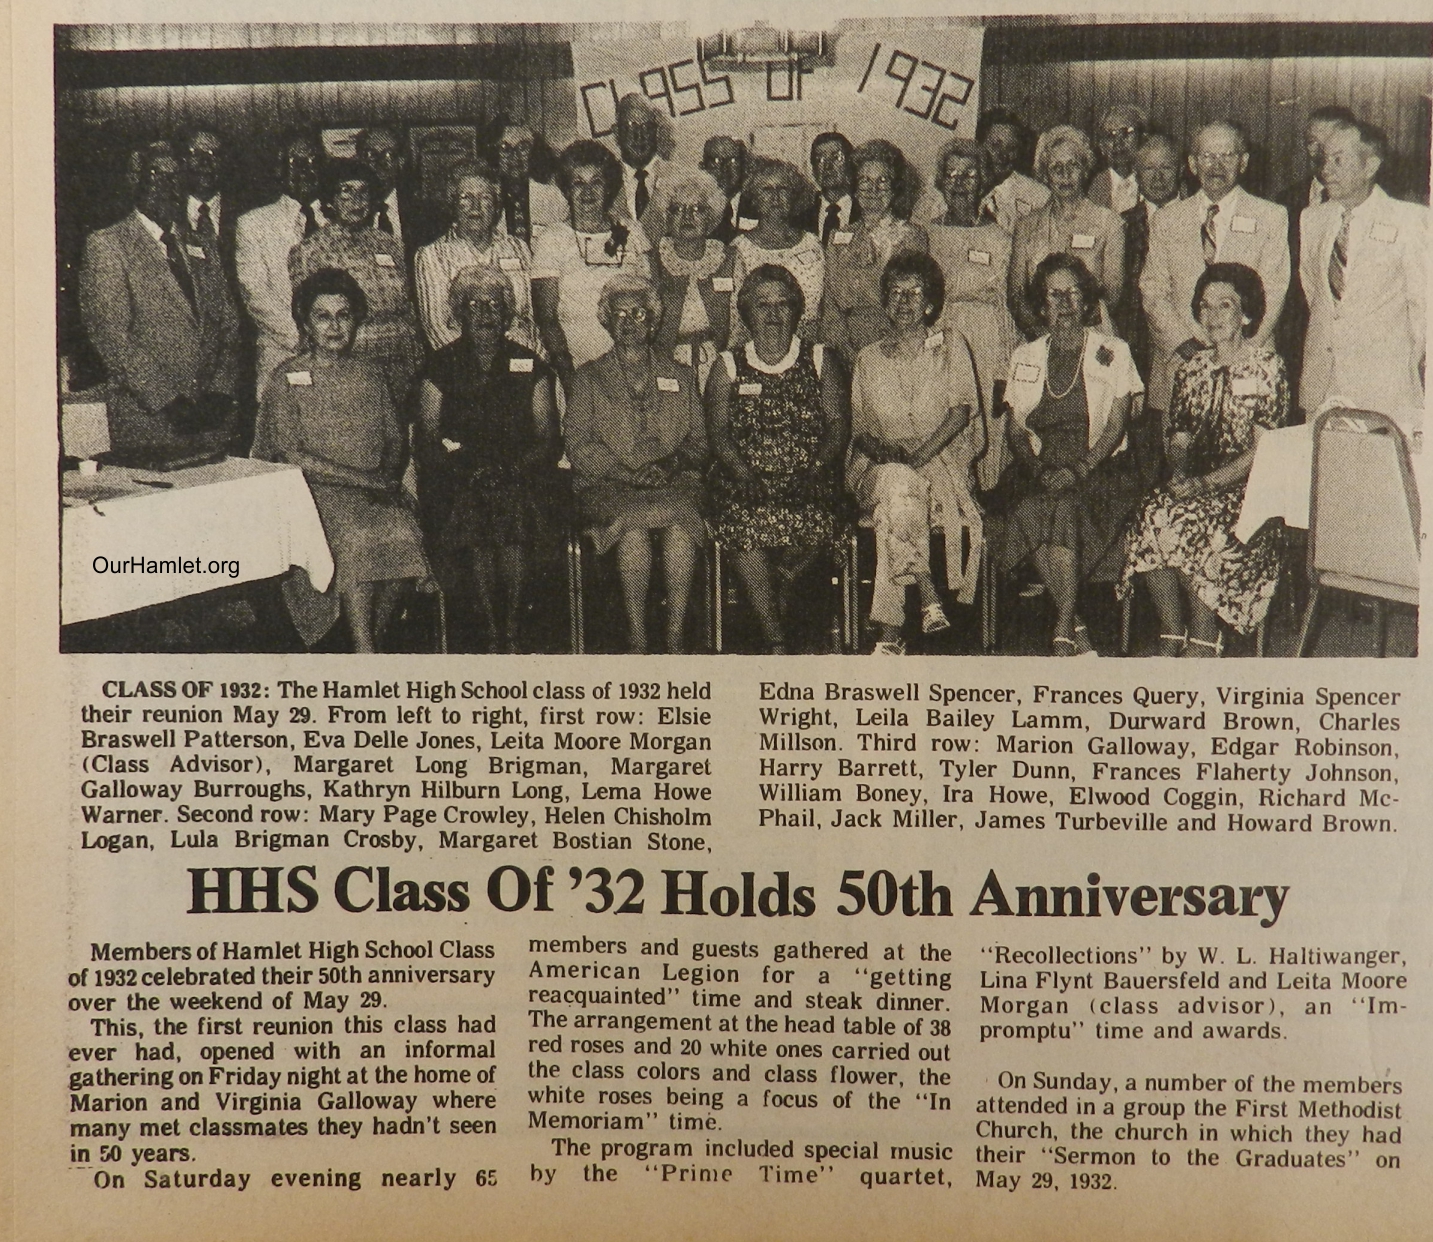 CLASS OF 1932
OurHamlet.org
CLASS OF 1932: The Hamlet High School class of 1932 held
their reunion May 29. From left to right, first row: Elsie
Braswell Patterson, Eva Delle Jones, Leita Moore Morgan
(Class Advisor), Margaret Long Brigman, Margaret
Galloway Burroughs, Kathryn Hilburn Long, Lema Howe
Warner. Second row: Mary Page Crowley, Helen Chisholm
Logan, Lula Brigman Crosby, Margaret Bostian Stone,
Edna Braswell Spencer, Frances Query, Virginia Spencer
Wright, Leila Bailey Lamm, Durward Brown, Charles
Millson. Third row: Marion Galloway, Edgar Robinson,
Harry Barrett, Tyler Dunn, Frances Flaherty Johnson,
William Boney, Ira Howe, Elwood Coggin, Richard Mc-
Phail, Jack Miller, James Turbeville and Howard Brown.
HHS Class Of '32 Holds 50th Anniversary
Members of Hamlet High School Class
of 1932 celebrated their 50th anniversary
over the weekend of May 29.
This, the first reunion this class had
ever had, opened with an informal
gathering on Friday night at the home of
Marion and Virginia Galloway where
many met classmates they hadn't seen
in 50 years.
On Saturday evening nearly 65
members and guests gathered at the
American Legion for a "getting
reacquainted" time and steak dinner.
The arrangement at the head table of 38
red roses and 20 white ones carried out
the class colors and class flower, the
white roses being a focus of the "In
Memoriam" time.
The program included special music
by the "Prime Time" quartet,
"Recollections" by W. L. Haltiwanger,
Lina Flynt Bauersfeld and Leita Moore
Morgan (class advisor), an "Im-
promptu" time and awards.
On Sunday, a number of the members
attended in a group the First Methodist
Church, the church in which they had
their "Sermon to the Graduates" on
May 29, 1932.